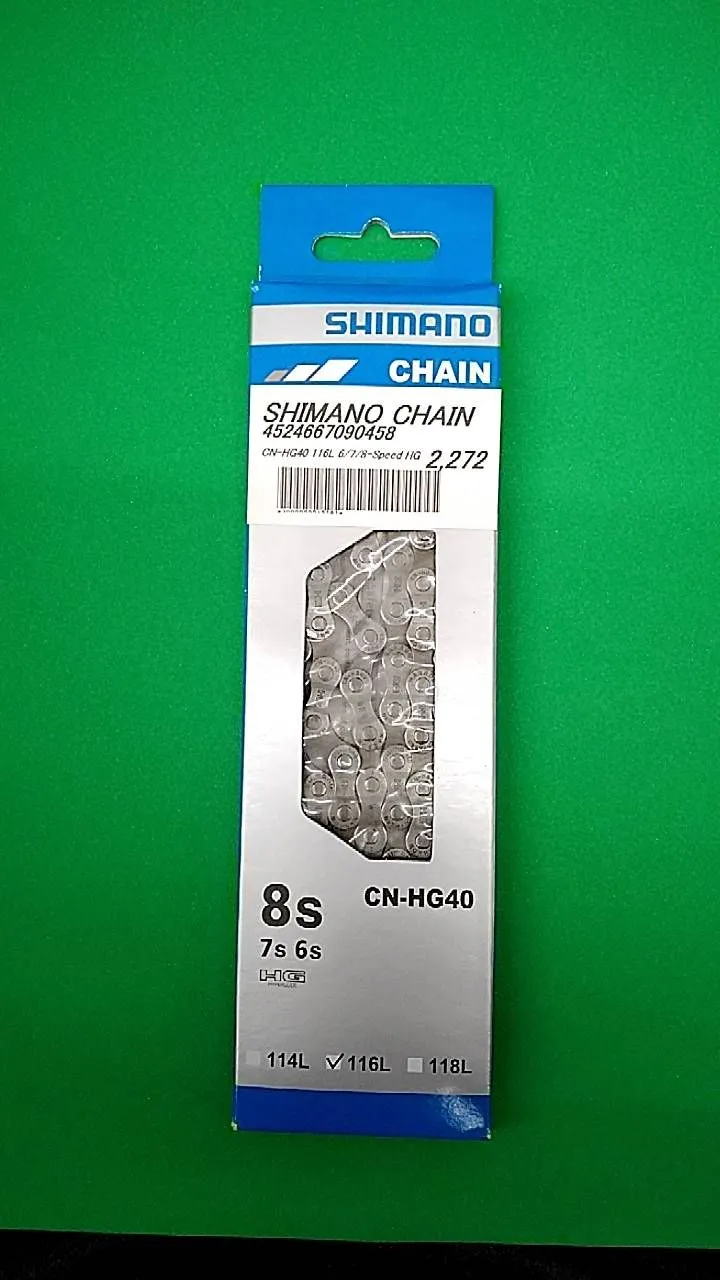 SHIMANO
CHAIN
SHIMANO CHAIN
4524667090458
CN-HG40 116L 6/7/8-Speed HG 2,272
8s
CN-HG40
7s 6s
HG
114L 116L 118L